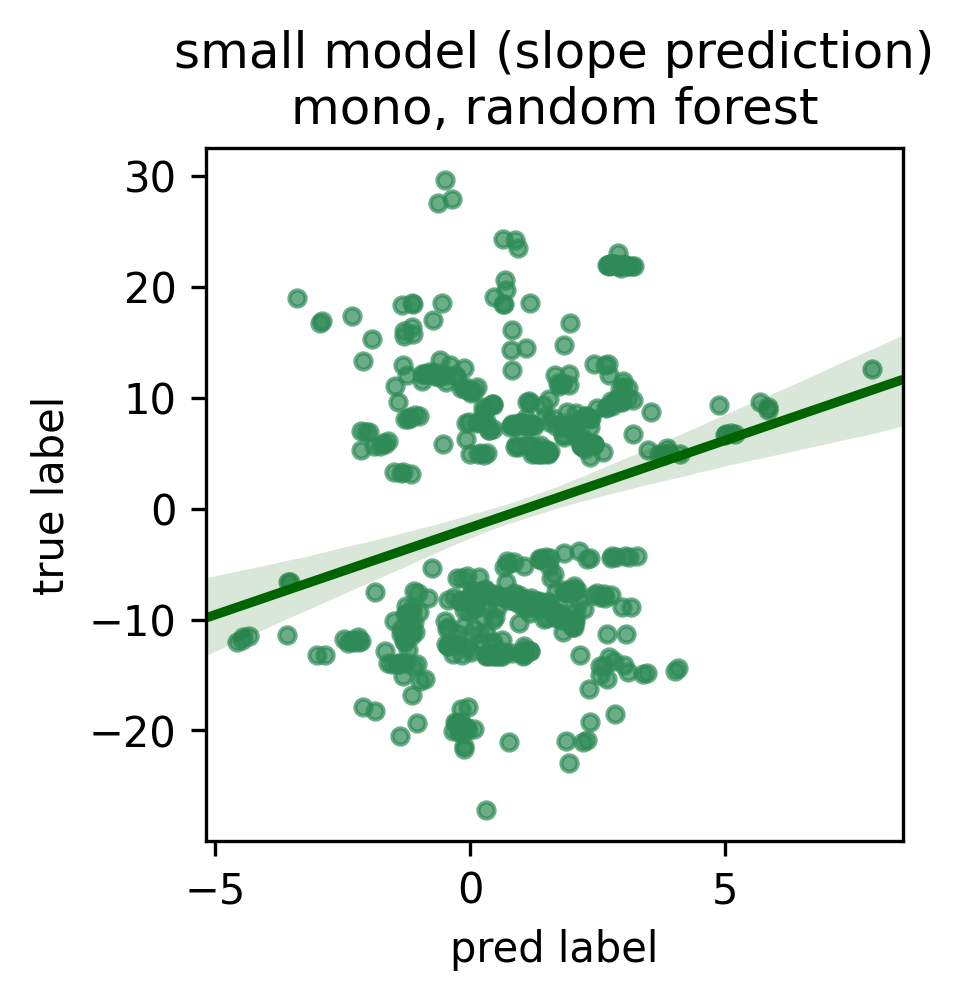 small model (slope prediction)
mono, random forest
30
20
10
0
−10
−20
true label
−5
0
5
pred label